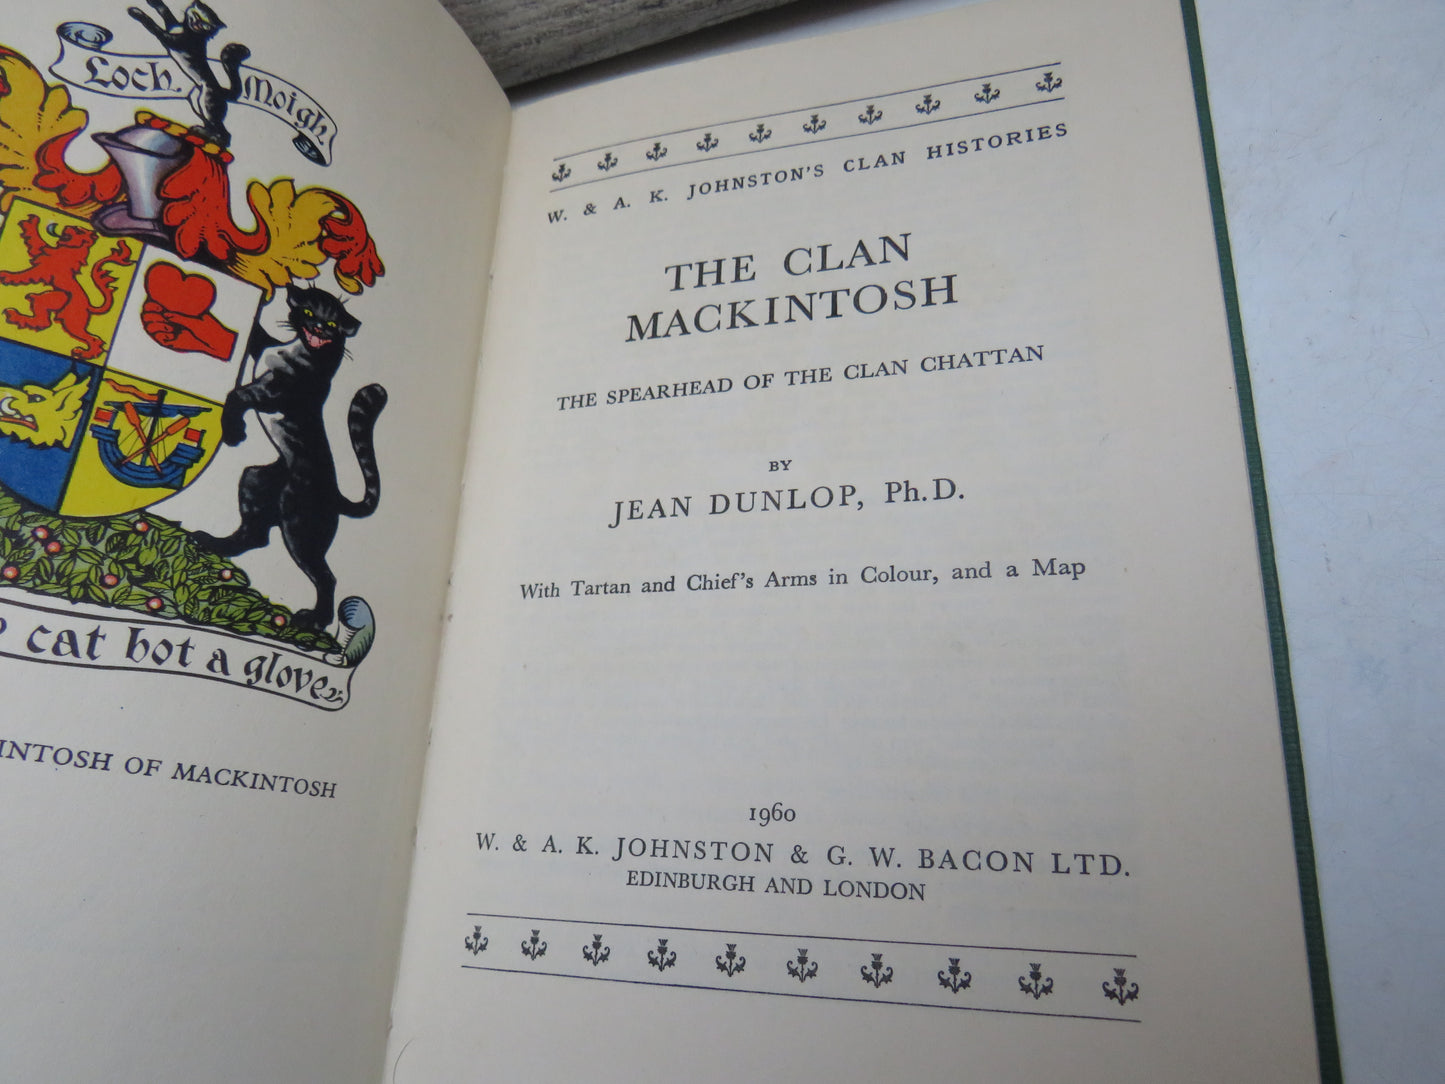 Loch. Moigh.
cat bot a glove
INTOSH OF MACKINTOSH
W. & A. K. JOHNSTON'S CLAN HISTORIES
THE CLAN
MACKINTOSH
THE SPEARHEAD OF THE CLAN CHATTAN
BY
JEAN DUNLOP, Ph.D.
With Tartan and Chief's Arms in Colour, and a Map
1960
W. & A. K. JOHNSTON & G. W. BACON LTD.
EDINBURGH AND LONDON